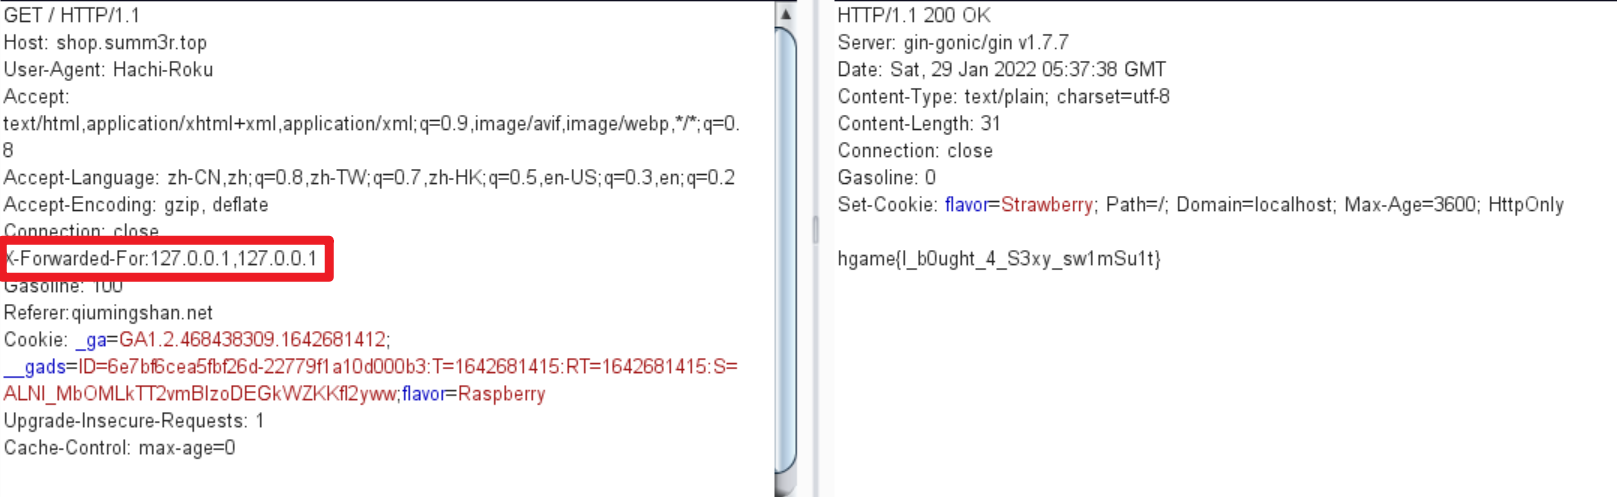 GET / HTTP/1.1
Host: shop.summ3r.top
User-Agent: Hachi-Roku
Accept:
text/html,application/xhtml+xml,application/xml;q=0.9,image/avif,image/webp,*/*;q=0.
8
Accept-Language: zh-CN,zh;q=0.8,zh-TW;q=0.7,zh-HK;q=0.5,en-US;q=0.3,en;q=0.2
Accept-Encoding: gzip, deflate
Connection: close
X-Forwarded-For:127.0.0.1,127.0.0.1
Gasoline: 100
Referer:qiumingshan.net
Cookie: _ga=GA1.2.468438309.1642681412;
__gads=ID=6e7bf6cea5fbf26d-22779f1a10d000b3:T=1642681415:RT=1642681415:S=
ALNI_MbOMLkTT2vmBIzoDEGkWZKKfl2yww;flavor=Raspberry
Upgrade-Insecure-Requests: 1
Cache-Control: max-age=0
HTTP/1.1 200 OK
Server: gin-gonic/gin v1.7.7
Date: Sat, 29 Jan 2022 05:37:38 GMT
Content-Type: text/plain; charset=utf-8
Content-Length: 31
Connection: close
Gasoline: 0
Set-Cookie: flavor=Strawberry; Path=/; Domain=localhost; Max-Age=3600; HttpOnly
hgame{I_b0ught_4_S3xy_sw1mSu1t}